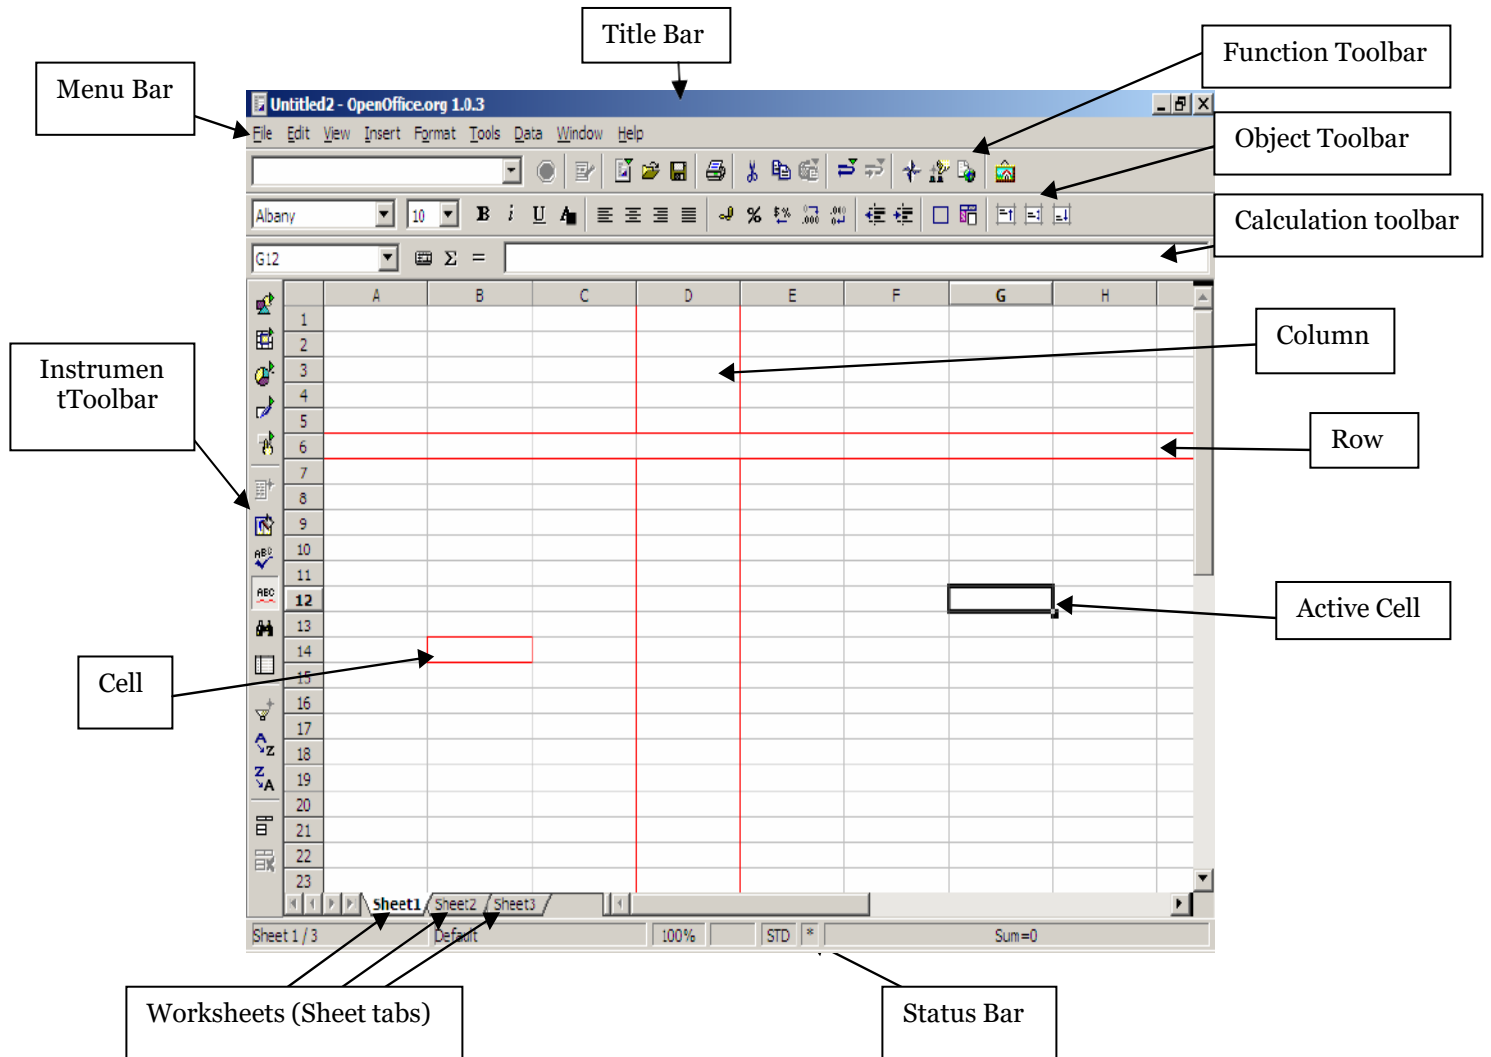 Title Bar
Function Toolbar
Menu Bar
Untitled2 - OpenOffice.org 1.0.3
File Edit View Insert Format Tools Data Window Help
Object Toolbar
Albany 10 B i U A
Calculation toolbar
G12 Σ =
A B C D E F G H
1
2
3
4
5
6
7
8
9
10
11
12
13
14
15
16
17
18
19
20
21
22
23
Column
Instrumen
tToolbar
Row
Active Cell
Cell
Sheet1 Sheet2 Sheet3
Sheet 1 / 3 Default 100% STD * Sum=0
Worksheets (Sheet tabs)
Status Bar